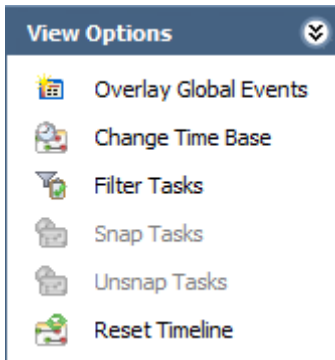 View Options
Overlay Global Events
Change Time Base
Filter Tasks
Snap Tasks
Unsnap Tasks
Reset Timeline